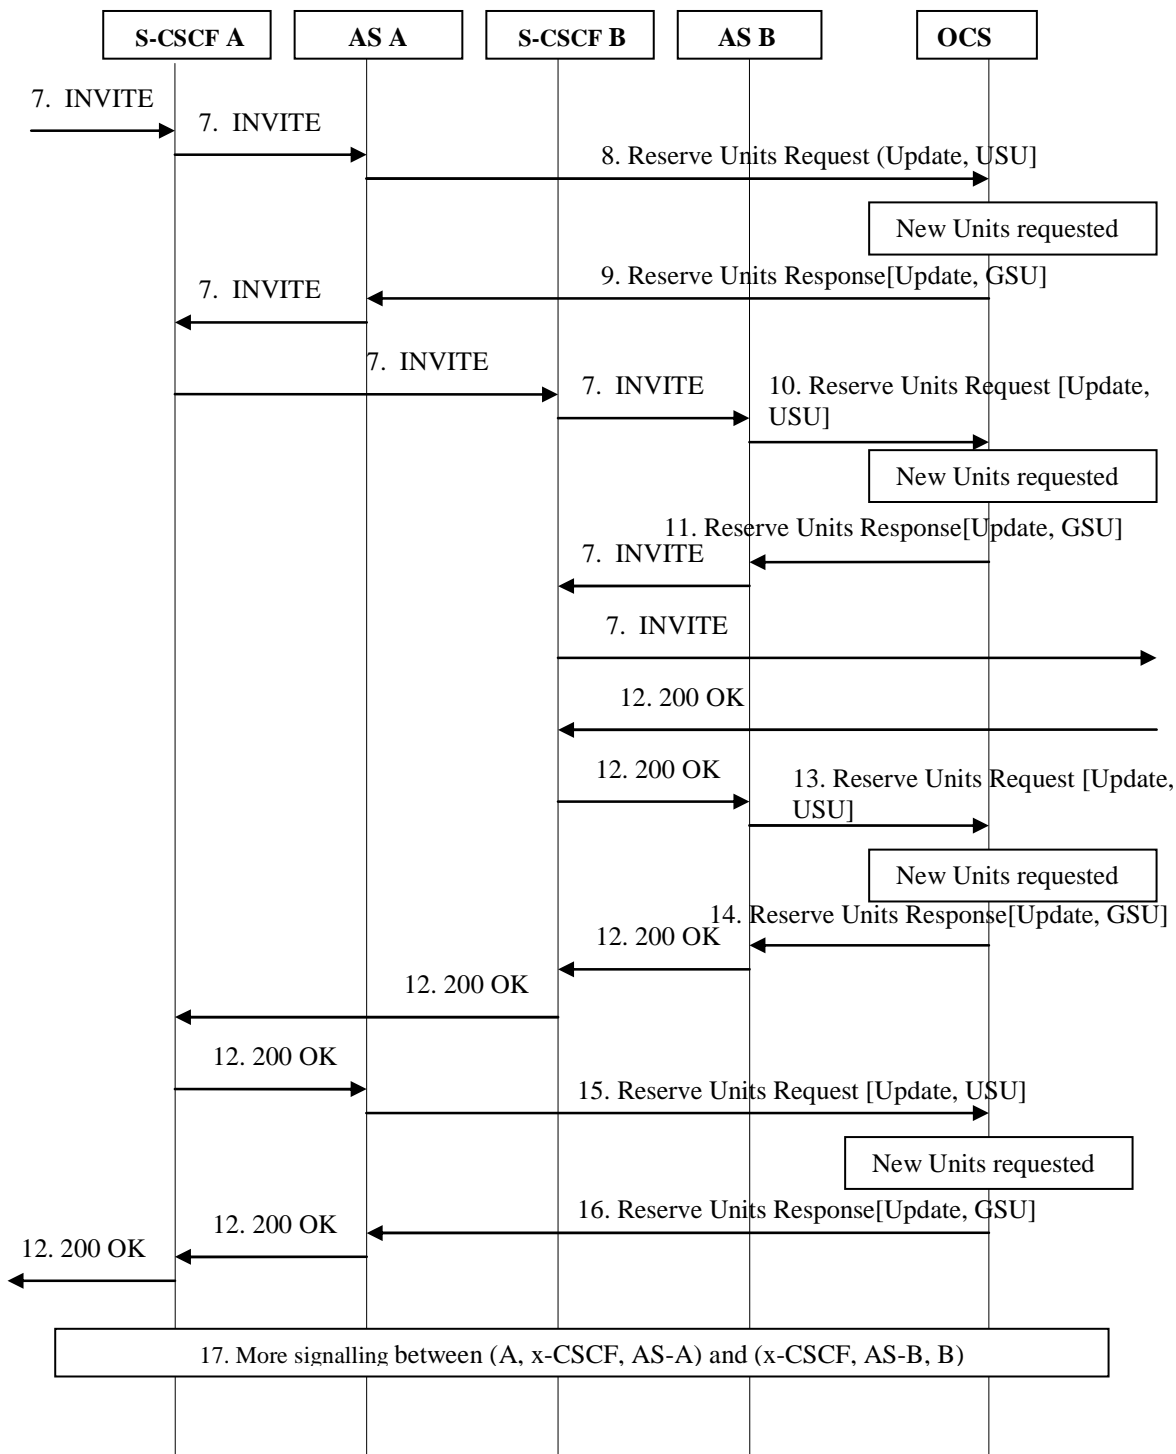 S-CSCF A
AS A
S-CSCF B
AS B
OCS
7. INVITE
7. INVITE
8. Reserve Units Request (Update, USU]
New Units requested
9. Reserve Units Response[Update, GSU]
7. INVITE
7. INVITE
7. INVITE
10. Reserve Units Request [Update,
USU]
New Units requested
11. Reserve Units Response[Update, GSU]
7. INVITE
7. INVITE
12. 200 OK
12. 200 OK
13. Reserve Units Request [Update,
USU]
New Units requested
14. Reserve Units Response[Update, GSU]
12. 200 OK
12. 200 OK
12. 200 OK
15. Reserve Units Request [Update, USU]
New Units requested
16. Reserve Units Response[Update, GSU]
12. 200 OK
12. 200 OK
17. More signalling between (A, x-CSCF, AS-A) and (x-CSCF, AS-B, B)